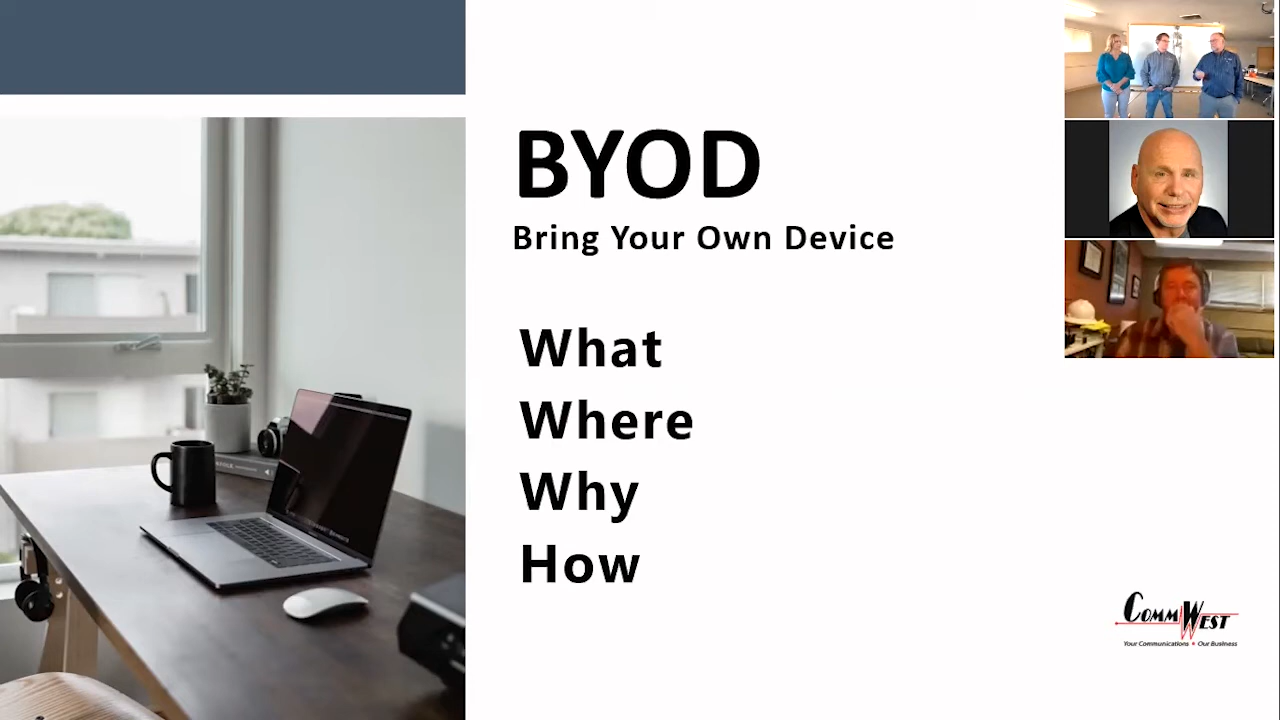 BYOD
Bring Your Own Device
What
Where
Why
How
COMMWEST
Your Communications • Our Business